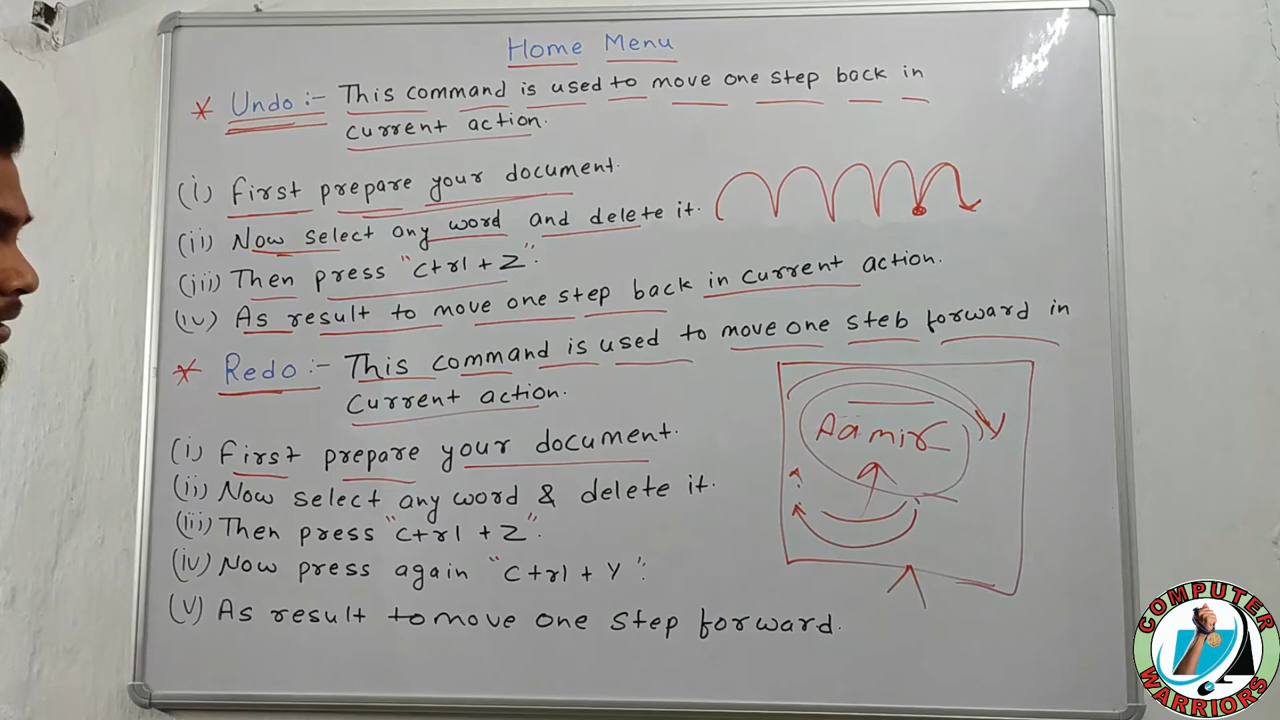 Home Menu
* Undo :- This command is used to move one step back in
current action.
(i) First prepare your document.
(ii) Now select any word and delete it.
(iii) Then press "Ctrl + Z".
(iv) As result to move one step back in current action.
* Redo :- This command is used to move one steb forward in
Current action.
(i) First prepare your document.
(ii) Now select any word & delete it.
(iii) Then press "Ctrl + Z".
(iv) Now press again "Ctrl + Y".
(v) As result to move one step forward.
Aamir
COMPUTER
WARRIORS